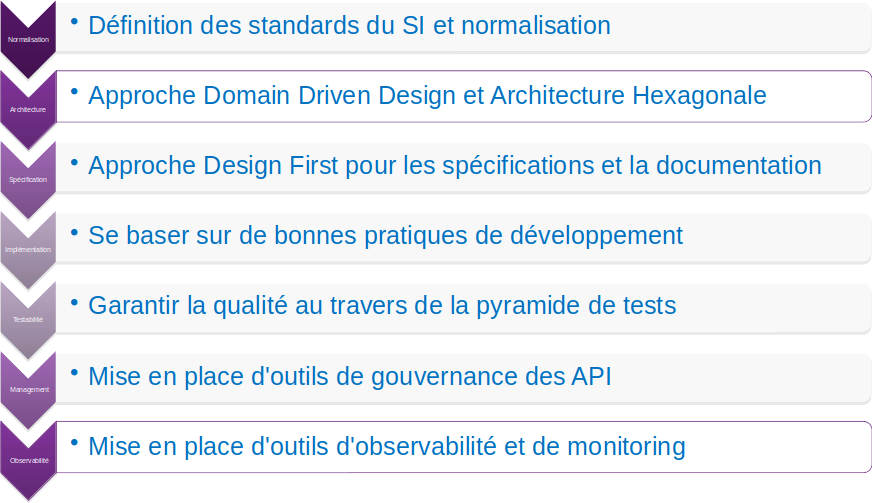 Normalisation
• Définition des standards du SI et normalisation
Architecture
• Approche Domain Driven Design et Architecture Hexagonale
Spécification
• Approche Design First pour les spécifications et la documentation
Implémentation
• Se baser sur de bonnes pratiques de développement
Testabilité
• Garantir la qualité au travers de la pyramide de tests
Management
• Mise en place d'outils de gouvernance des API
Observabilité
• Mise en place d'outils d'observabilité et de monitoring